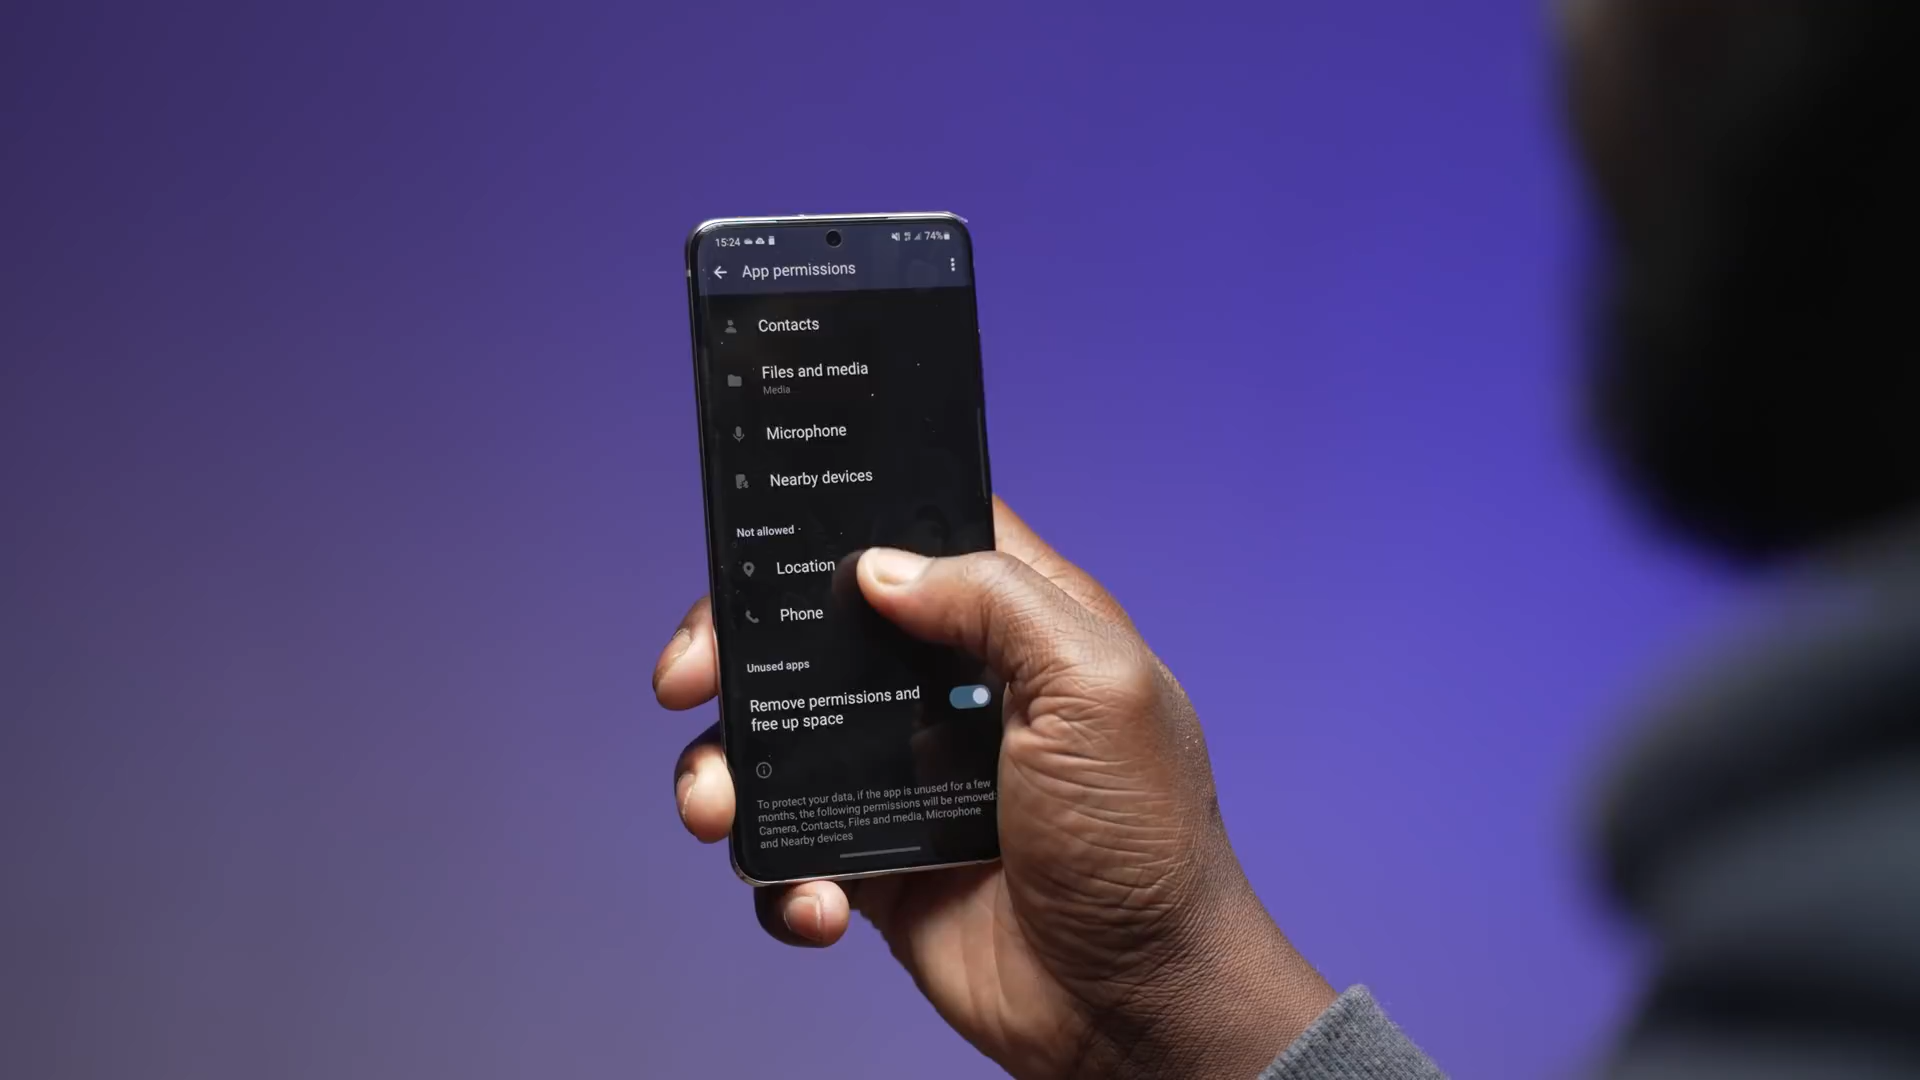 15:24
74%
App permissions
Contacts
Files and media
Media
Microphone
Nearby devices
Not allowed
Location
Phone
Unused apps
Remove permissions and
free up space
To protect your data, if the app is unused for a few
months, the following permissions will be removed:
Camera, Contacts, Files and media, Microphone
and Nearby devices